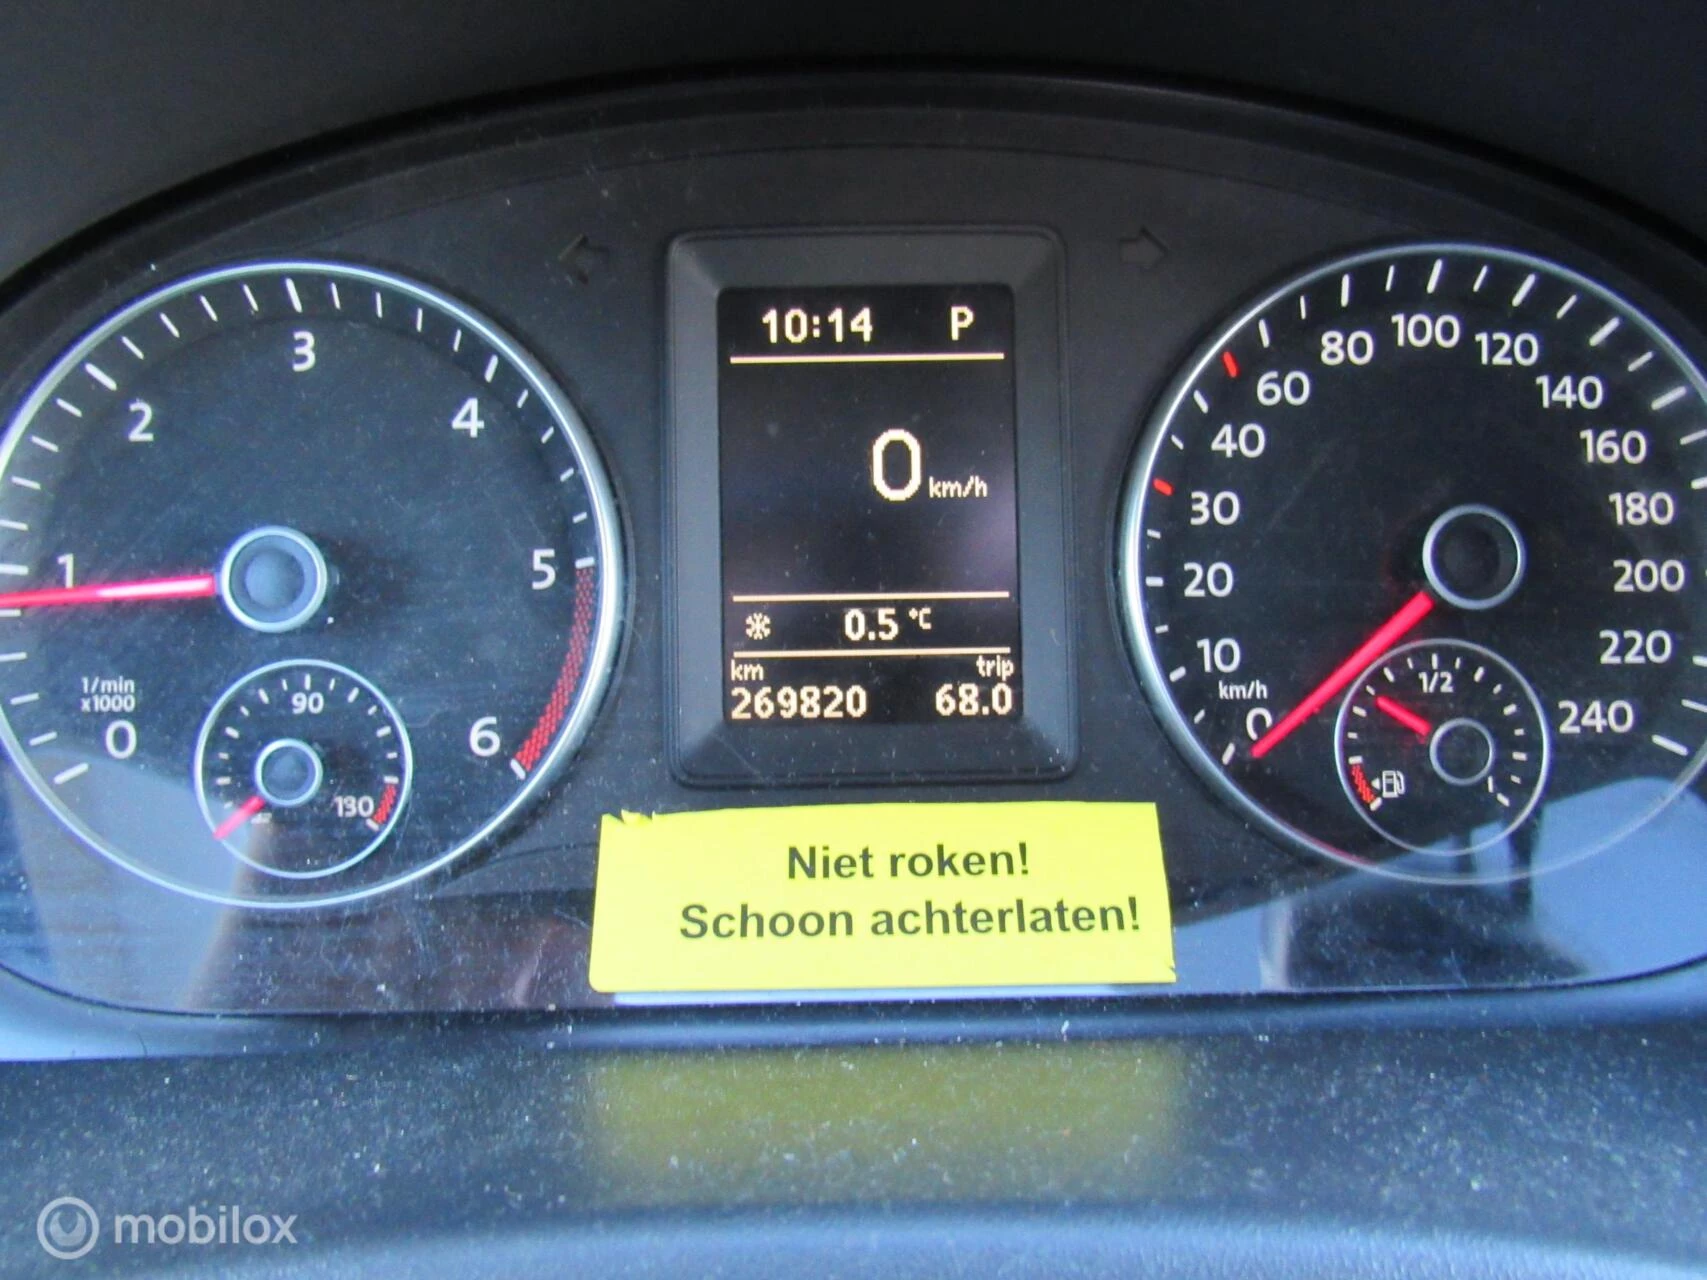 10:14 P
0 km/h
0.5 °C
km trip
269820 68.0
0 1 2 3 4 5 6
1/min
x1000
90
130
0 10 20 30 40 60 80 100 120 140 160 180 200 220 240
km/h
1/2
1
Niet roken!
Schoon achterlaten!
mobilox